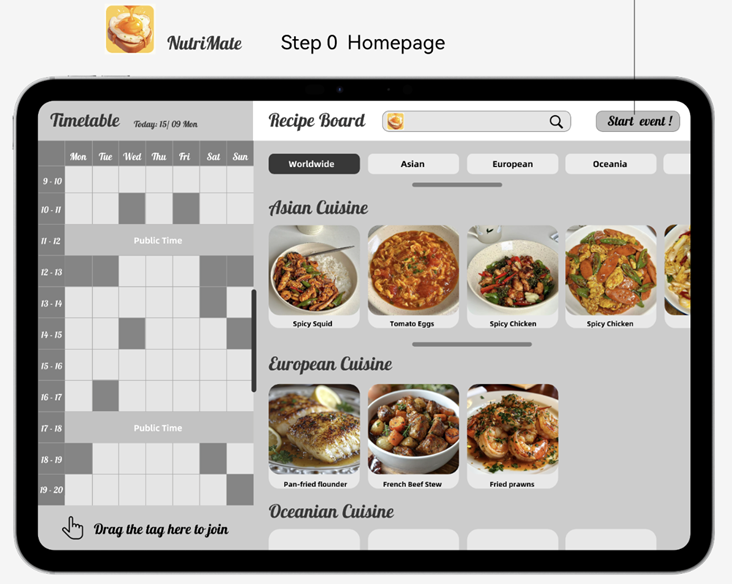 NutriMate
Step 0 Homepage
Timetable
Today: 15/ 09 Mon
Recipe Board
Start event !
Mon Tue Wed Thu Fri Sat Sun
9 - 10
10 - 11
11 - 12
Public Time
12 - 13
13 - 14
14 - 15
15 - 16
16 - 17
17 - 18
Public Time
18 - 19
19 - 20
Drag the tag here to join
Worldwide
Asian
European
Oceania
Asian Cuisine
Spicy Squid
Tomato Eggs
Spicy Chicken
Spicy Chicken
European Cuisine
Pan-fried flounder
French Beef Stew
Fried prawns
Oceanian Cuisine